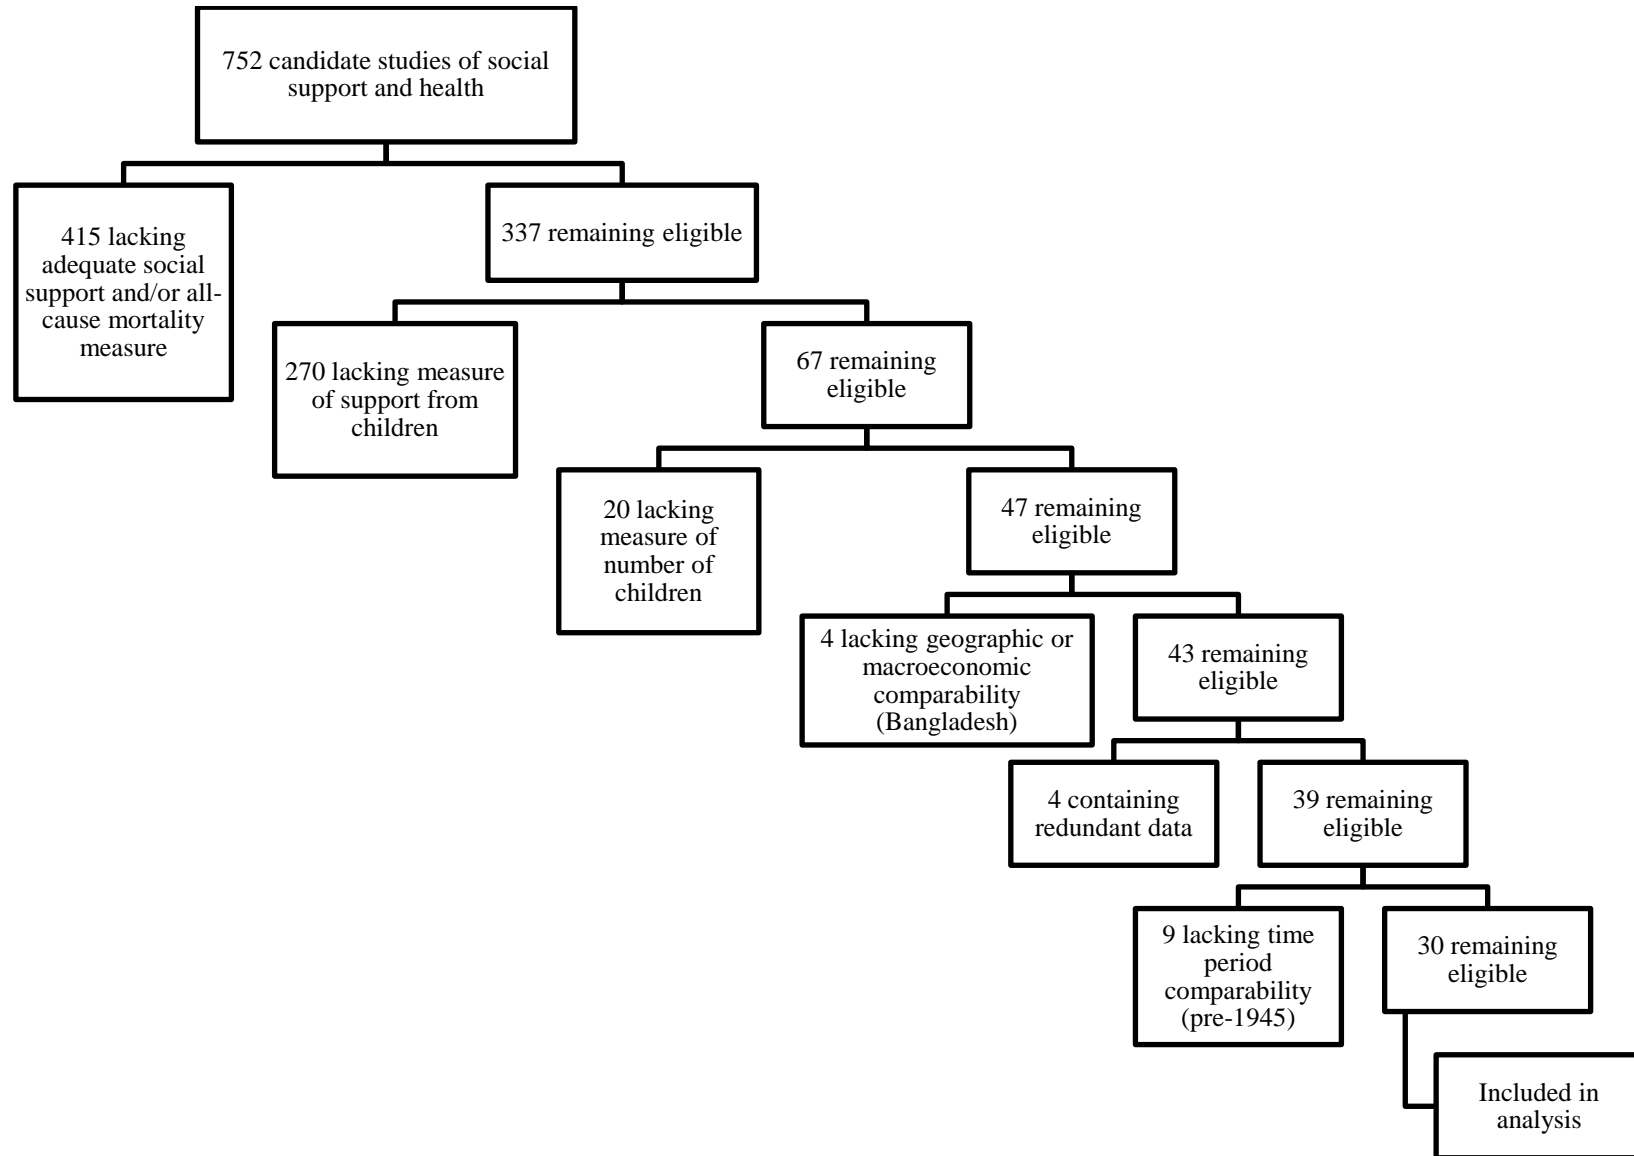 752 candidate studies of social
support and health
415 lacking
adequate social
support and/or all-
cause mortality
measure
337 remaining eligible
270 lacking measure
of support from
children
67 remaining
eligible
20 lacking
measure of
number of
children
47 remaining
eligible
4 lacking geographic or
macroeconomic
comparability
(Bangladesh)
43 remaining
eligible
4 containing
redundant data
39 remaining
eligible
9 lacking time
period
comparability
(pre-1945)
30 remaining
eligible
Included in
analysis